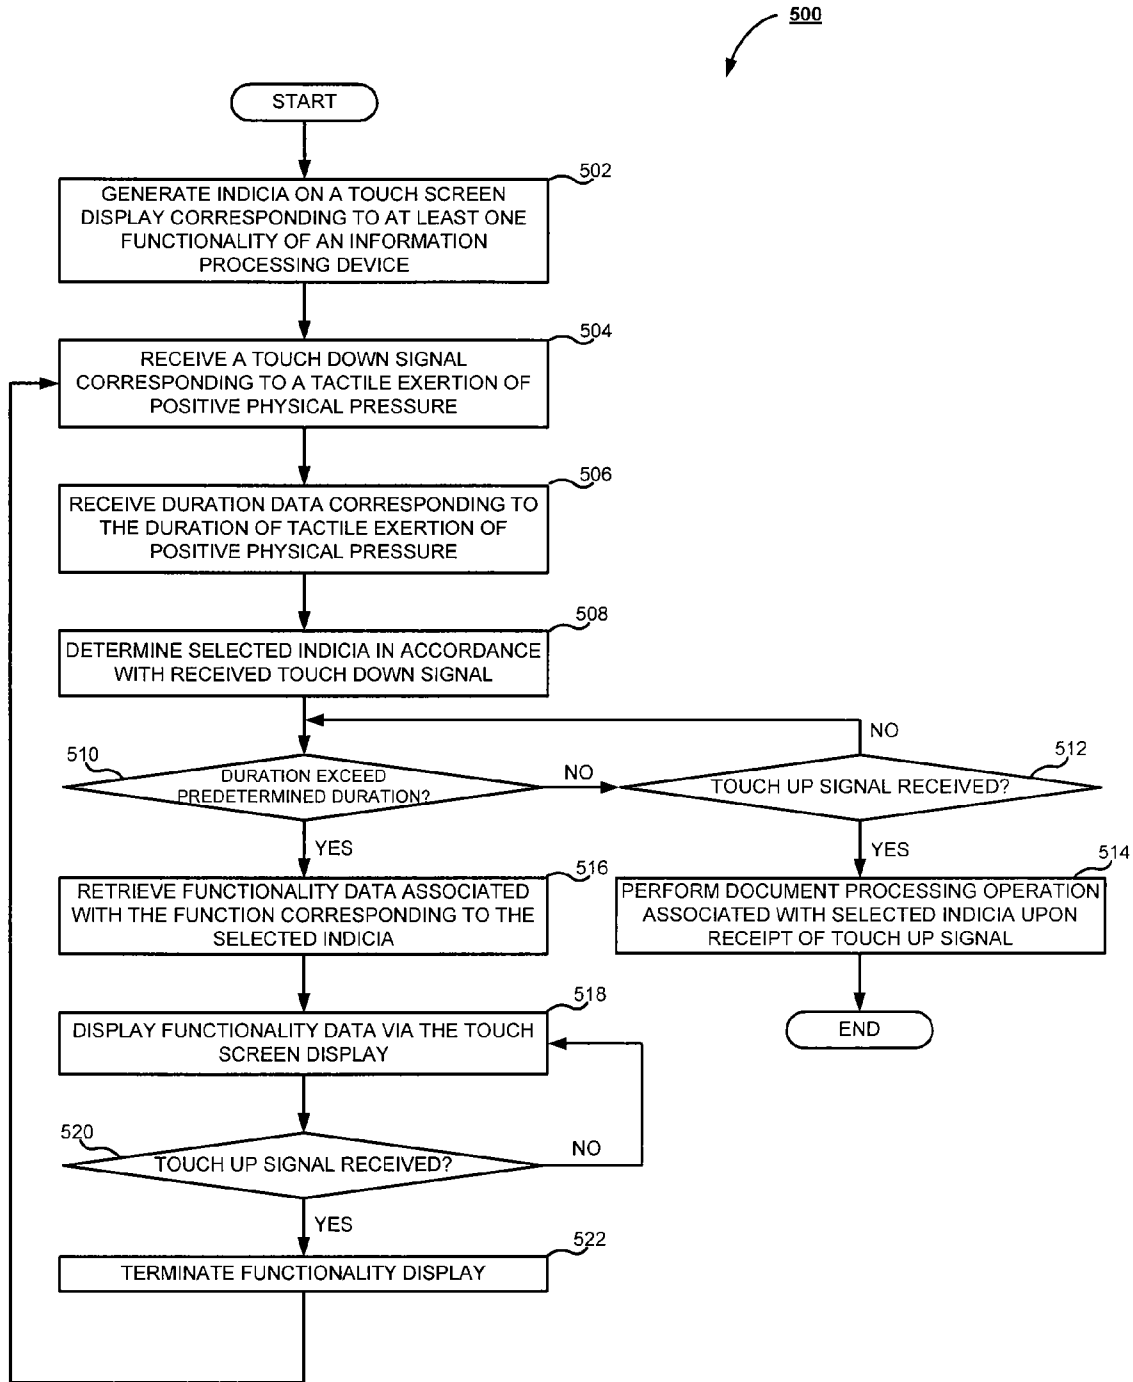 500
START
502
GENERATE INDICIA ON A TOUCH SCREEN
DISPLAY CORRESPONDING TO AT LEAST ONE
FUNCTIONALITY OF AN INFORMATION
PROCESSING DEVICE
504
RECEIVE A TOUCH DOWN SIGNAL
CORRESPONDING TO A TACTILE EXERTION OF
POSITIVE PHYSICAL PRESSURE
506
RECEIVE DURATION DATA CORRESPONDING TO
THE DURATION OF TACTILE EXERTION OF
POSITIVE PHYSICAL PRESSURE
508
DETERMINE SELECTED INDICIA IN ACCORDANCE
WITH RECEIVED TOUCH DOWN SIGNAL
510
DURATION EXCEED
PREDETERMINED DURATION?
NO
NO
512
TOUCH UP SIGNAL RECEIVED?
YES
YES
514
PERFORM DOCUMENT PROCESSING OPERATION
ASSOCIATED WITH SELECTED INDICIA UPON
RECEIPT OF TOUCH UP SIGNAL
END
516
RETRIEVE FUNCTIONALITY DATA ASSOCIATED
WITH THE FUNCTION CORRESPONDING TO THE
SELECTED INDICIA
518
DISPLAY FUNCTIONALITY DATA VIA THE TOUCH
SCREEN DISPLAY
520
TOUCH UP SIGNAL RECEIVED?
NO
YES
522
TERMINATE FUNCTIONALITY DISPLAY